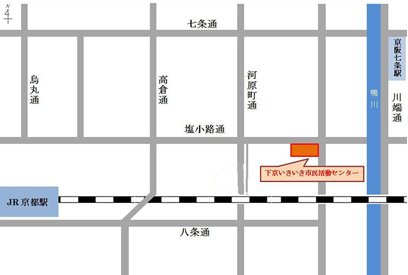 N
七条通
京阪七条駅
烏丸通
高倉通
河原町通
鴨川
川端通
塩小路通
下京いきいき市民活動センター
JR 京都駅
八条通